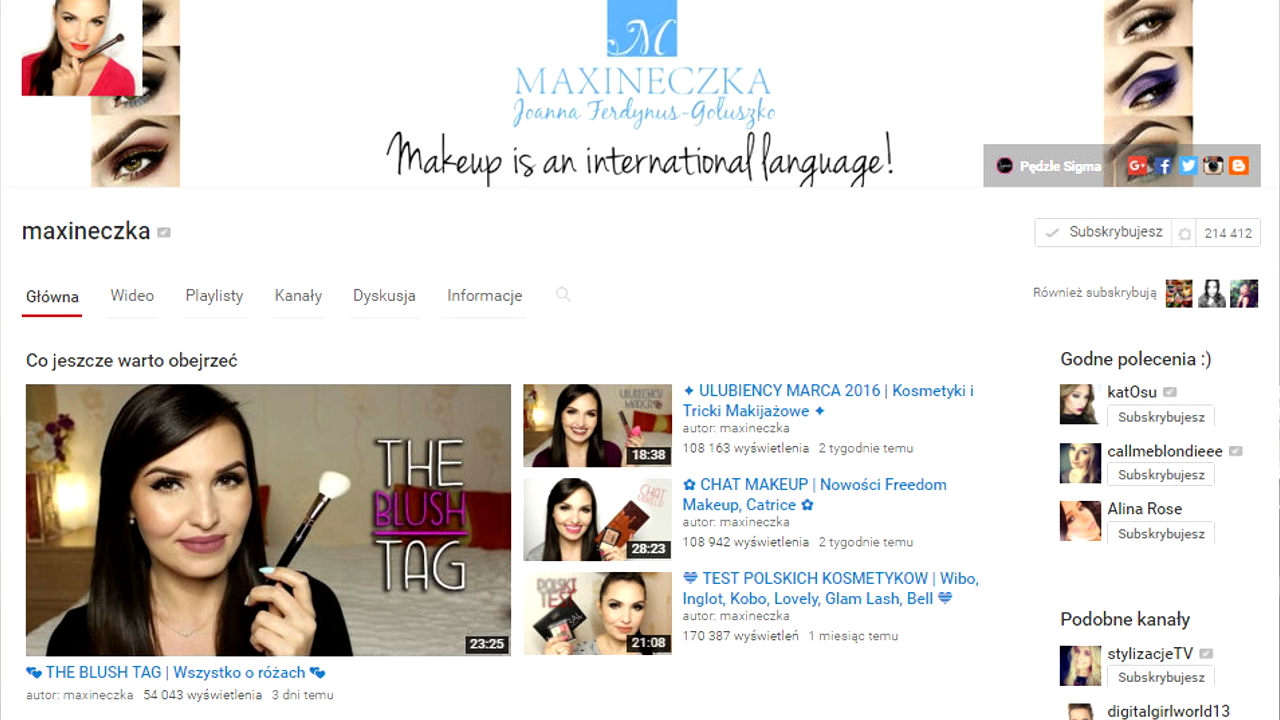 M
MAXINECZKA
Joanna Ferdynus-Gołuszko
Makeup is an international language!
Pędzle Sigma
maxineczka
Subskrybujesz 214 412
Główna Wideo Playlisty Kanały Dyskusja Informacje
Również subskrybują
Co jeszcze warto obejrzeć
THE
BLUSH
TAG
23:25
THE BLUSH TAG | Wszystko o różach
autor: maxineczka 54 043 wyświetlenia 3 dni temu
ULUBIEŃCY
MARCA
18:38
✦ ULUBIENCY MARCA 2016 | Kosmetyki i
Tricki Makijażowe ✦
autor: maxineczka
108 163 wyświetlenia 2 tygodnie temu
CHAT
28:23
✿ CHAT MAKEUP | Nowości Freedom
Makeup, Catrice ✿
autor: maxineczka
108 942 wyświetlenia 2 tygodnie temu
POLSKI
TEST
21:08
TEST POLSKICH KOSMETYKOW | Wibo,
Inglot, Kobo, Lovely, Glam Lash, Bell
autor: maxineczka
170 387 wyświetleń 1 miesiąc temu
Godne polecenia :)
katOsu
Subskrybujesz
callmeblondieee
Subskrybujesz
Alina Rose
Subskrybujesz
Podobne kanały
stylizacjeTV
Subskrybujesz
digitalgirlworld13